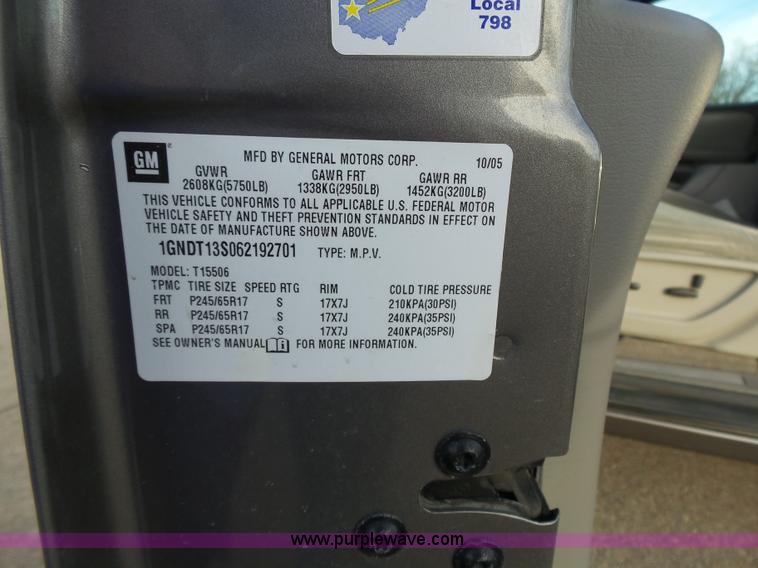 Local
798
GM
MFD BY GENERAL MOTORS CORP. 10/05
GVWR GAWR FRT GAWR RR
2608KG(5750LB) 1338KG(2950LB) 1452KG(3200LB)
THIS VEHICLE CONFORMS TO ALL APPLICABLE U.S. FEDERAL MOTOR
VEHICLE SAFETY AND THEFT PREVENTION STANDARDS IN EFFECT ON
THE DATE OF MANUFACTURE SHOWN ABOVE.
1GNDT13S062192701 TYPE: M.P.V.
MODEL: T15506
TPMC TIRE SIZE SPEED RTG RIM COLD TIRE PRESSURE
FRT P245/65R17 S 17X7J 210KPA(30PSI)
RR P245/65R17 S 17X7J 240KPA(35PSI)
SPA P245/65R17 S 17X7J 240KPA(35PSI)
SEE OWNER'S MANUAL FOR MORE INFORMATION.
www.purplewave.com